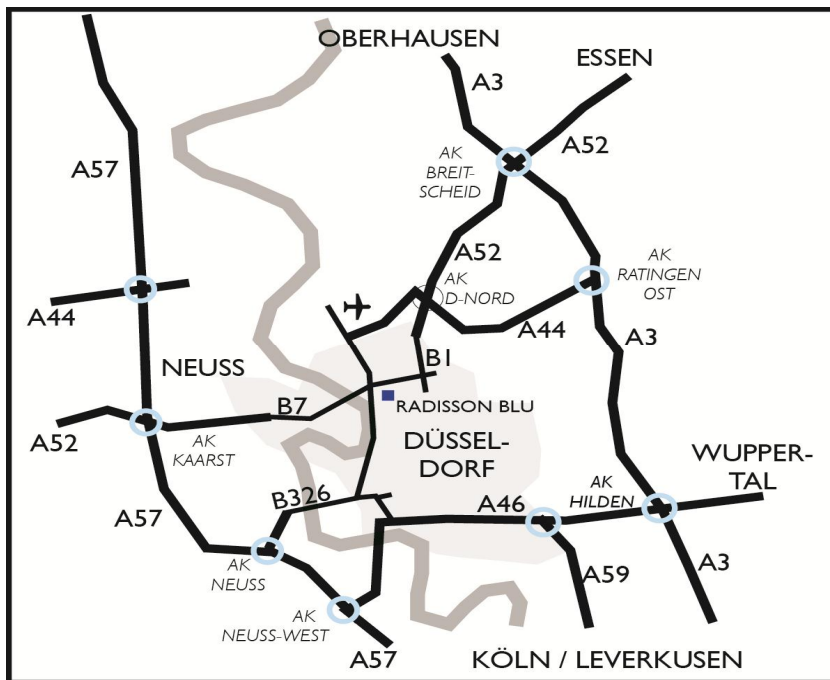 OBERHAUSEN
ESSEN
A3
A52
AK
BREIT-
SCHEID
A57
A52
AK
D-NORD
AK
RATINGEN
OST
A44
A44
A3
NEUSS
B1
B7
RADISSON BLU
A52
AK
KAARST
DÜSSEL-
DORF
WUPPER-
TAL
AK
HILDEN
B326
A46
A57
AK
NEUSS
A59
A3
AK
NEUSS-WEST
A57
KÖLN / LEVERKUSEN